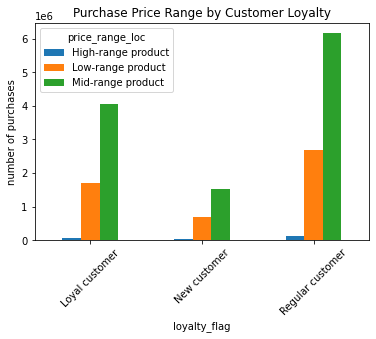 Purchase Price Range by Customer Loyalty
1e6
price_range_loc
High-range product
Low-range product
Mid-range product
6
5
4
3
2
1
0
number of purchases
Loyal customer
New customer
Regular customer
loyalty_flag